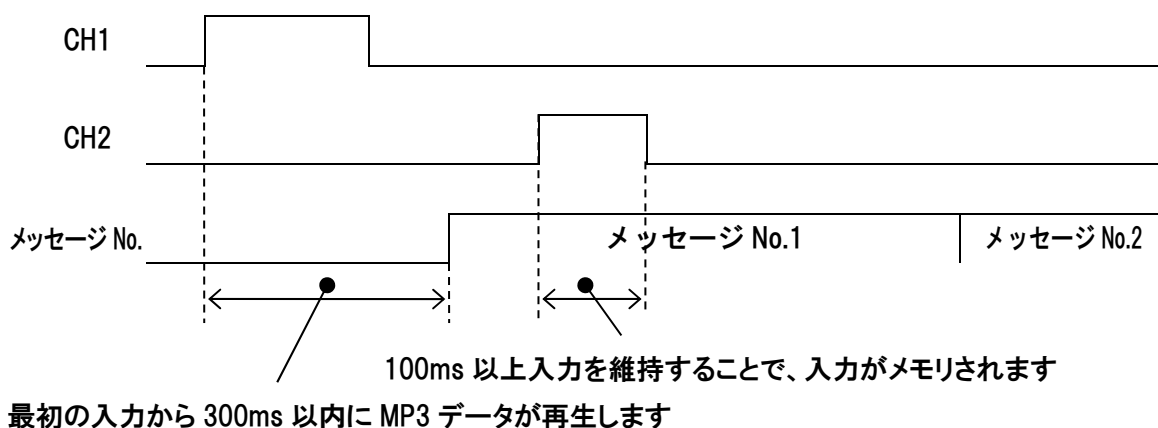 CH1
CH2
メッセージ No.
メッセージ No.1
メッセージ No.2
100ms 以上入力を維持することで、入力がメモリされます
最初の入力から 300ms 以内に MP3 データが再生します